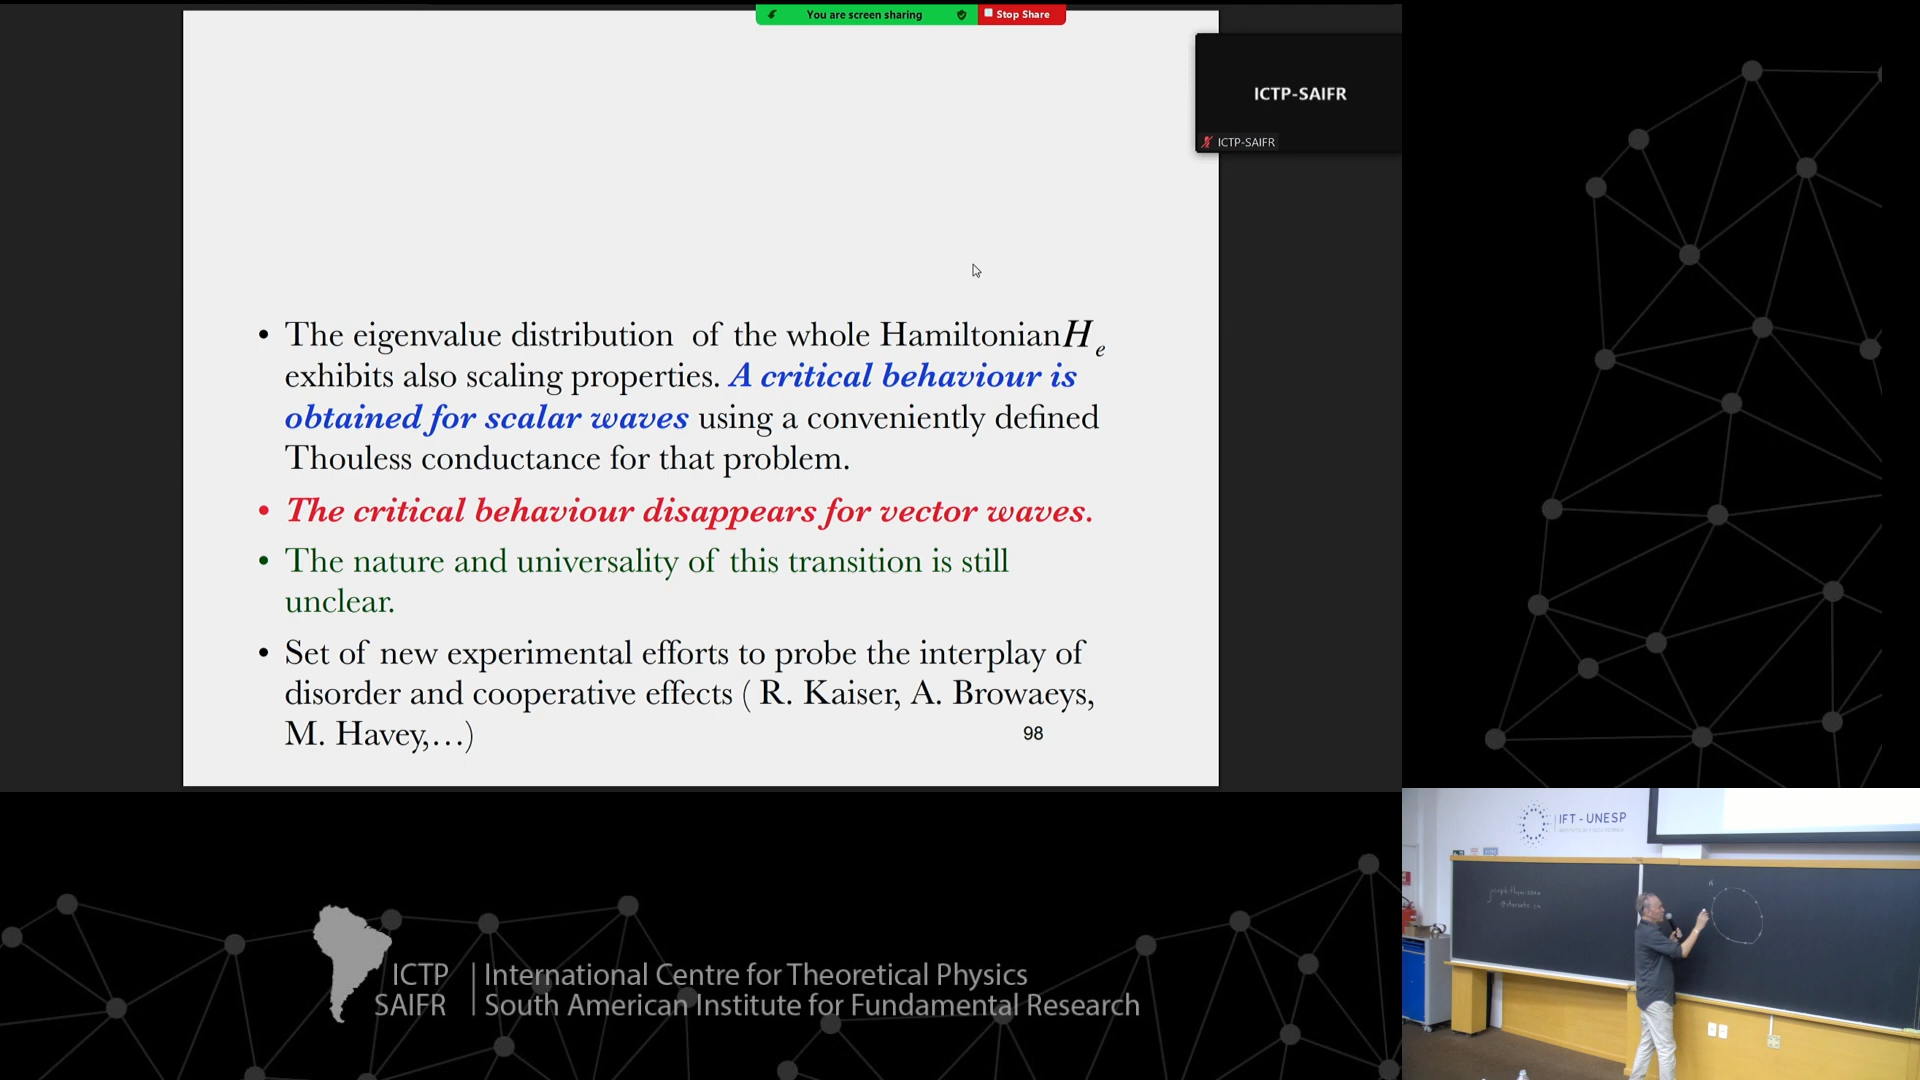 You are screen sharing
Stop Share
ICTP-SAIFR
ICTP-SAIFR
• The eigenvalue distribution of the whole Hamiltonian H e
exhibits also scaling properties. A critical behaviour is
obtained for scalar waves using a conveniently defined
Thouless conductance for that problem.
• The critical behaviour disappears for vector waves.
• The nature and universality of this transition is still
unclear.
• Set of new experimental efforts to probe the interplay of
disorder and cooperative effects ( R. Kaiser, A. Browaeys,
M. Havey,…)
98
IFT - UNESP
ICTP | International Centre for Theoretical Physics
SAIFR | South American Institute for Fundamental Research